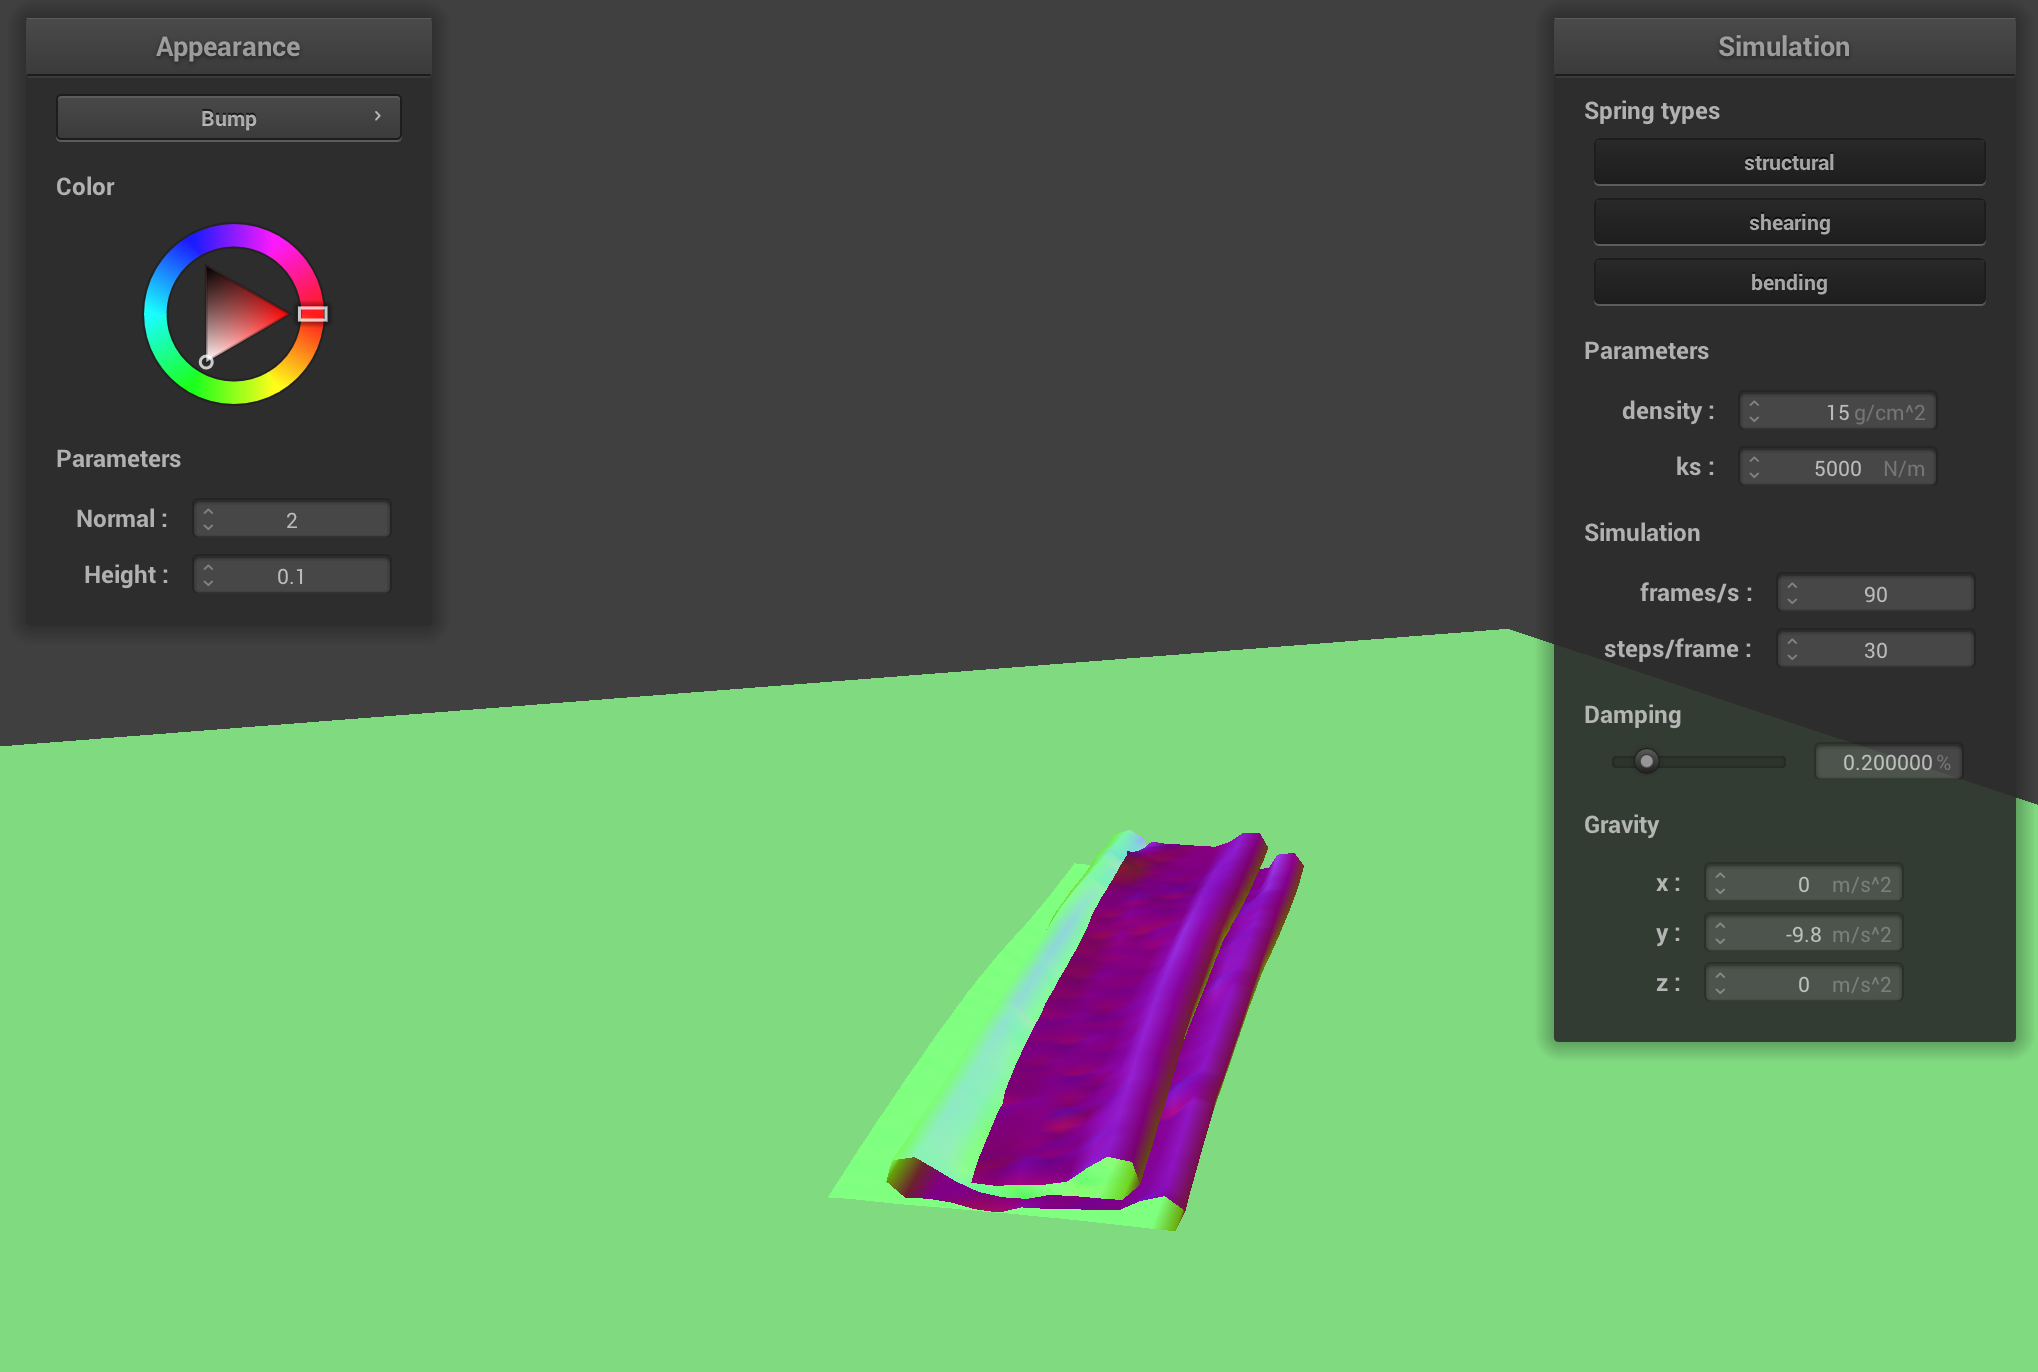 Appearance
Bump
Color
Parameters
Normal : 2
Height : 0.1
Simulation
Spring types
structural
shearing
bending
Parameters
density : 15 g/cm^2
ks : 5000 N/m
Simulation
frames/s : 90
steps/frame : 30
Damping
0.200000 %
Gravity
x : 0 m/s^2
y : -9.8 m/s^2
z : 0 m/s^2